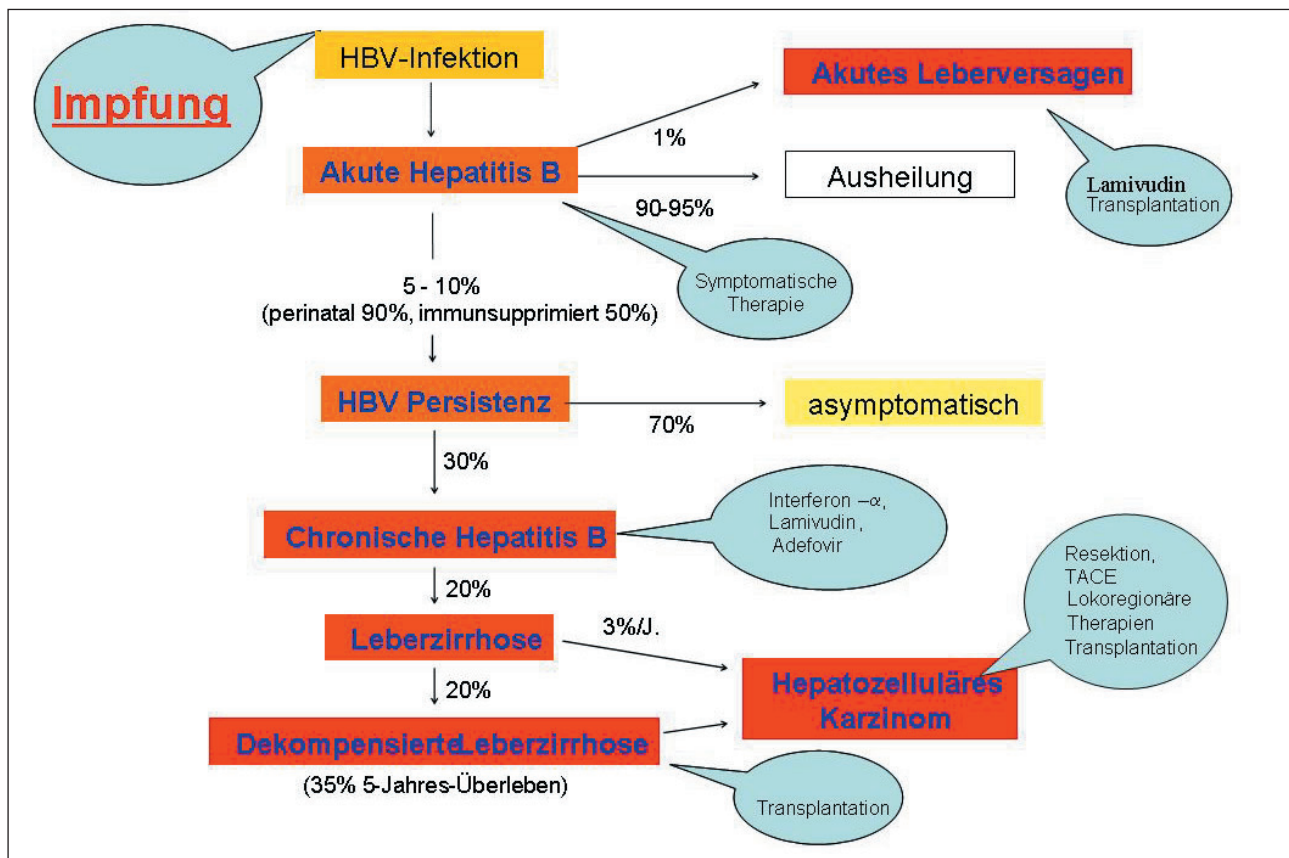 HBV-Infektion
Impfung
Akutes Leberversagen
1%
Akute Hepatitis B
Ausheilung
90-95%
Lamivudin
Transplantation
Symptomatische
Therapie
5 - 10%
(perinatal 90%, immunsupprimiert 50%)
HBV Persistenz
asymptomatisch
70%
30%
Interferon –α,
Lamivudin,
Adefovir
Chronische Hepatitis B
Resektion,
TACE
Lokoregionäre
Therapien
Transplantation
20%
Leberzirrhose
3%/J.
20%
Hepatozelluläres
Karzinom
Dekompensierte Leberzirrhose
(35% 5-Jahres-Überleben)
Transplantation